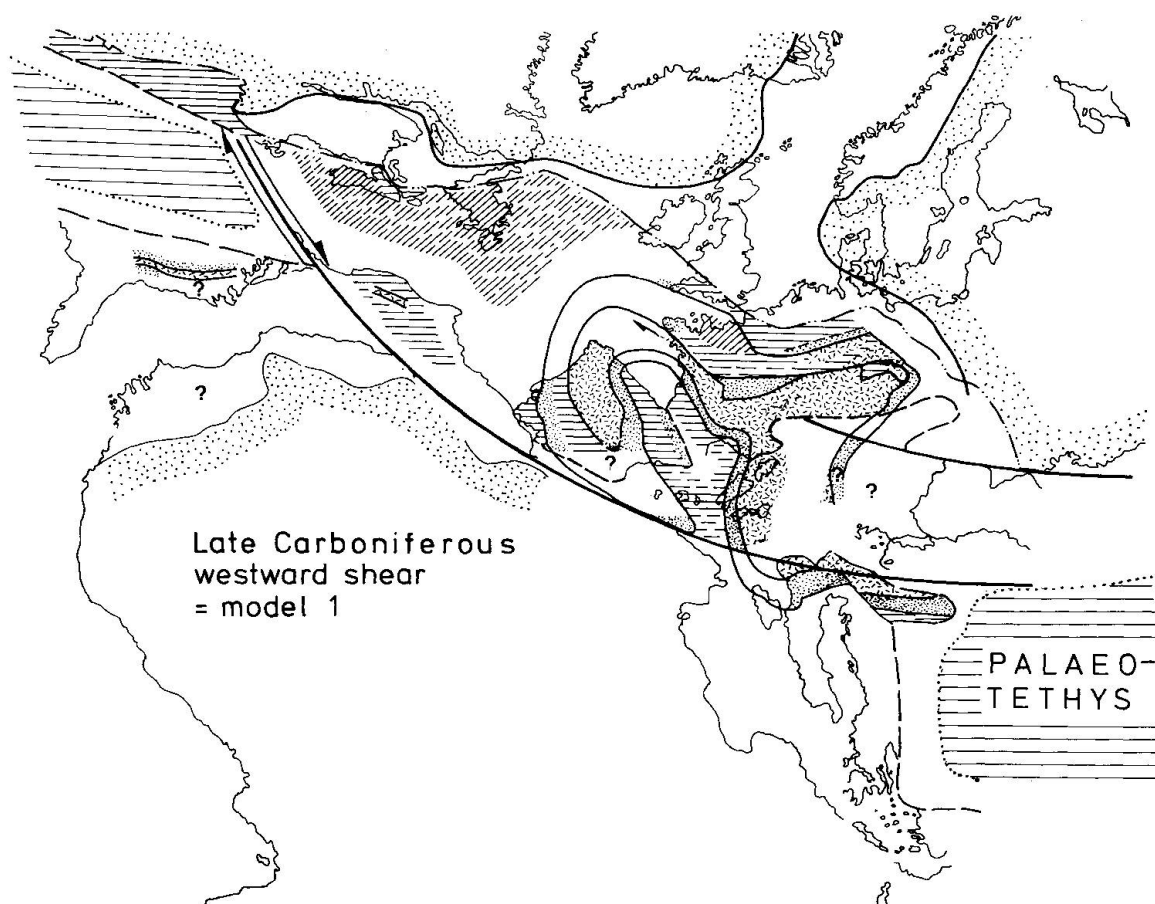 ?
?
?
?
Late Carboniferous
westward shear
= model 1
PALAEO-
TETHYS